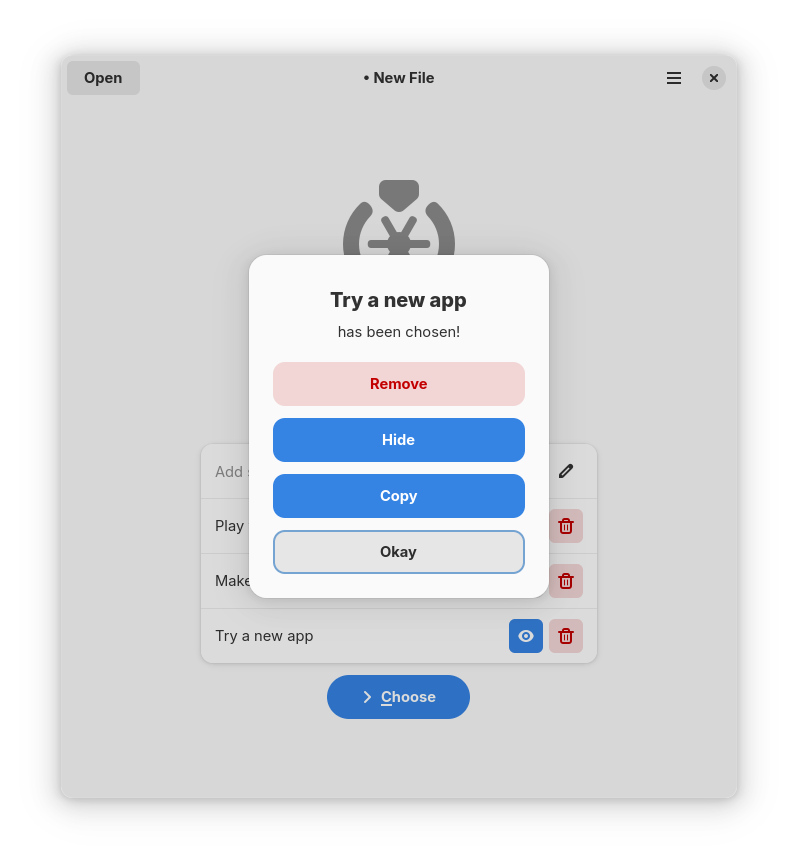 Open
• New File
Try a new app
has been chosen!
Remove
Hide
Copy
Okay
Add
Play
Make
Try a new app
Choose